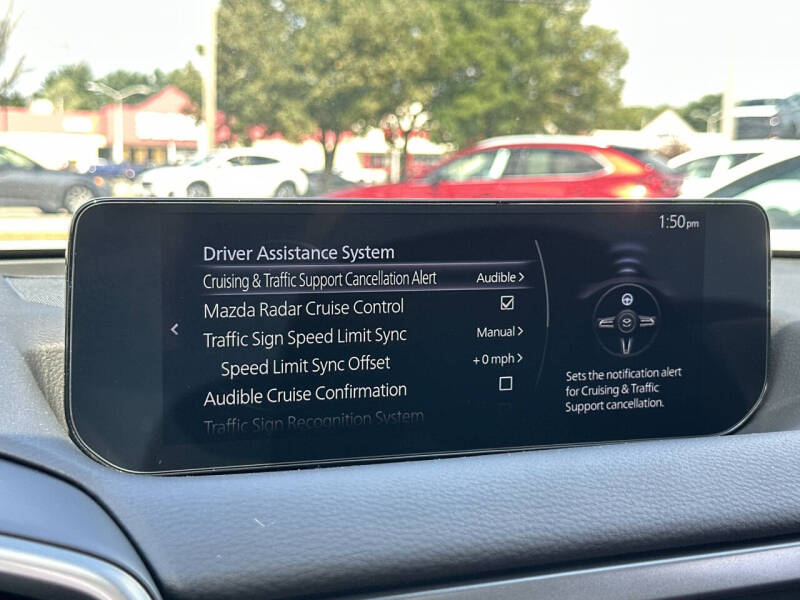 1:50pm
Driver Assistance System
Cruising & Traffic Support Cancellation Alert Audible >
Mazda Radar Cruise Control
Traffic Sign Speed Limit Sync Manual >
Speed Limit Sync Offset + 0 mph >
Audible Cruise Confirmation
Traffic Sign Recognition System
Sets the notification alert
for Cruising & Traffic
Support cancellation.